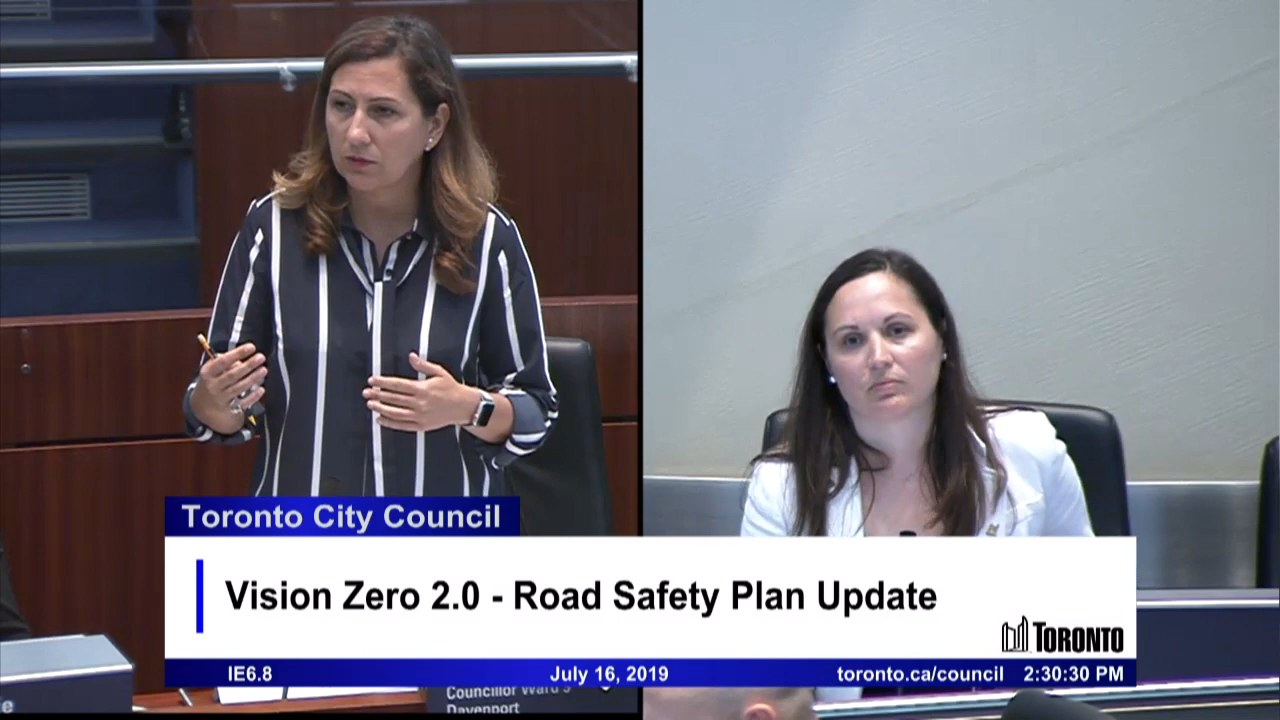 Toronto City Council
Vision Zero 2.0 - Road Safety Plan Update
TORONTO
IE6.8
July 16, 2019
toronto.ca/council
2:30:30 PM
Councillor Ward 9
Davenport